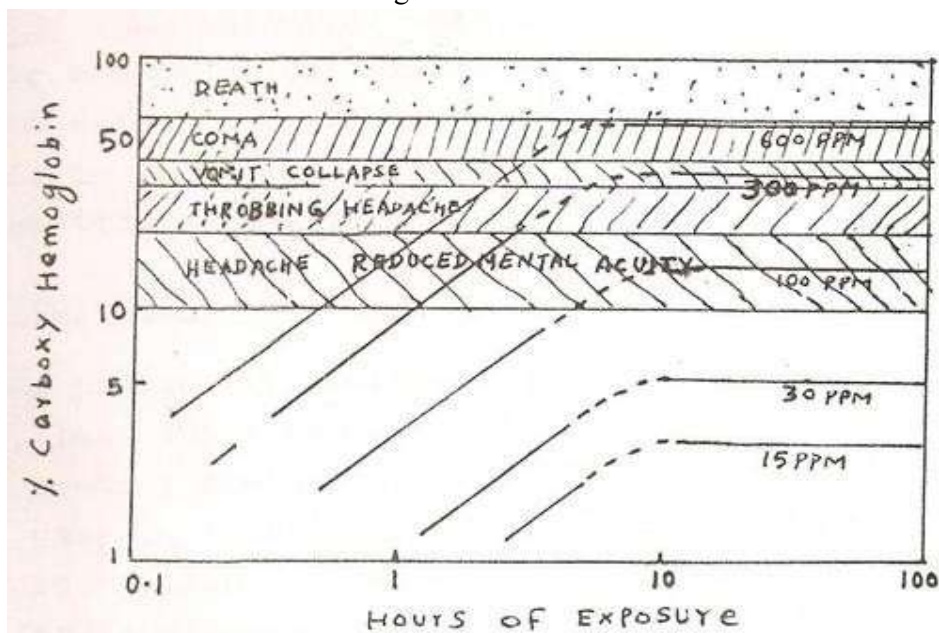 100
DEATH
50
COMA
600 PPM
VOMIT COLLAPSE
300 PPM
THROBBING HEADACHE
HEADACHE REDUCED MENTAL ACUITY
100 PPM
10
5
30 PPM
15 PPM
1
0.1 1 10 100
HOURS OF EXPOSURE
% Carboxy Hemoglobin